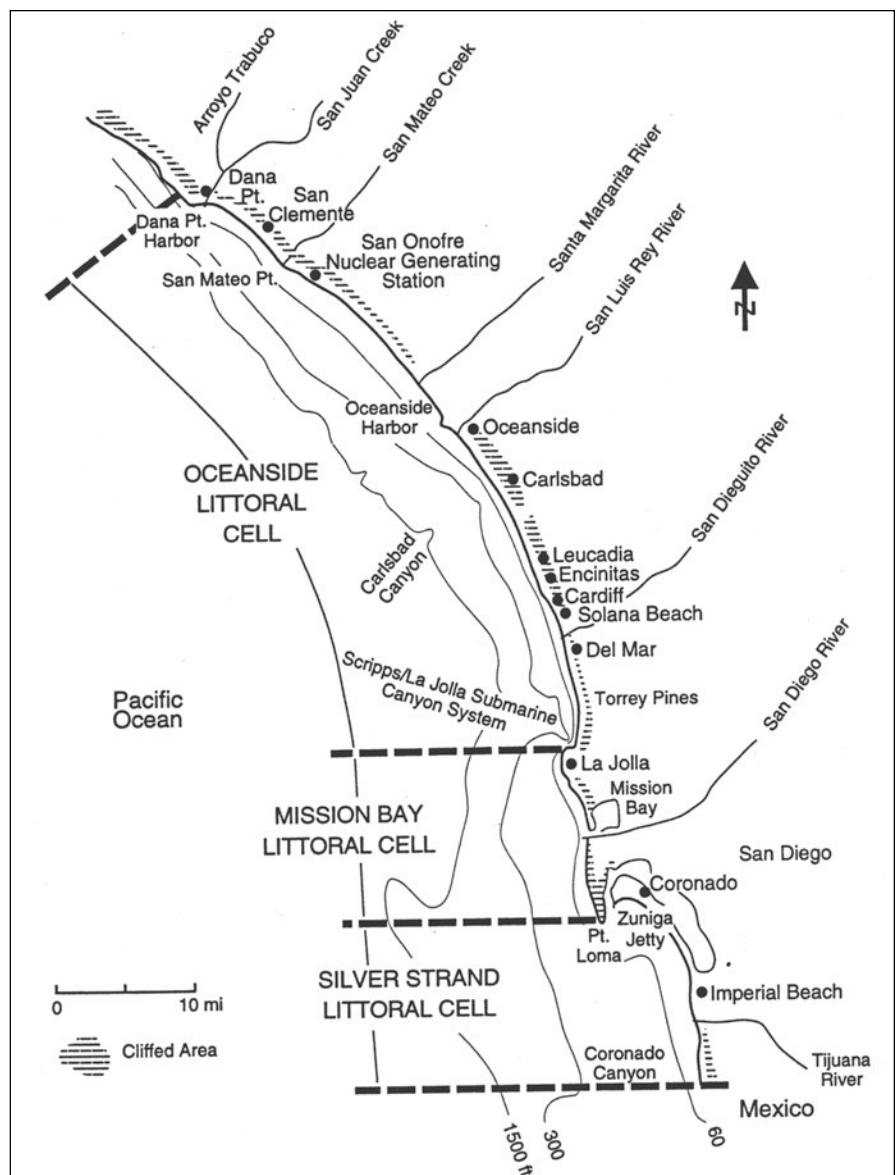 Arroyo Trabuco
San Juan Creek
San Mateo Creek
Dana
Pt.
San
Clemente
Dana Pt.
Harbor
San Mateo Pt.
San Onofre
Nuclear Generating
Station
Santa Margarita River
San Luis Rey River
N
Oceanside
Harbor
Oceanside
OCEANSIDE
LITTORAL
CELL
Carlsbad
San Dieguito River
Carlsbad
Canyon
Leucadia
Encinitas
Cardiff
Solana Beach
Del Mar
Scripps/La Jolla Submarine
Canyon System
Torrey Pines
San Diego River
Pacific
Ocean
La Jolla
Mission
Bay
MISSION BAY
LITTORAL CELL
San Diego
Coronado
Zuniga
Jetty
Pt.
Loma
SILVER STRAND
LITTORAL CELL
Imperial Beach
0 10 mi
Cliffed Area
Coronado
Canyon
Tijuana
River
Mexico
1500 ft
300
60